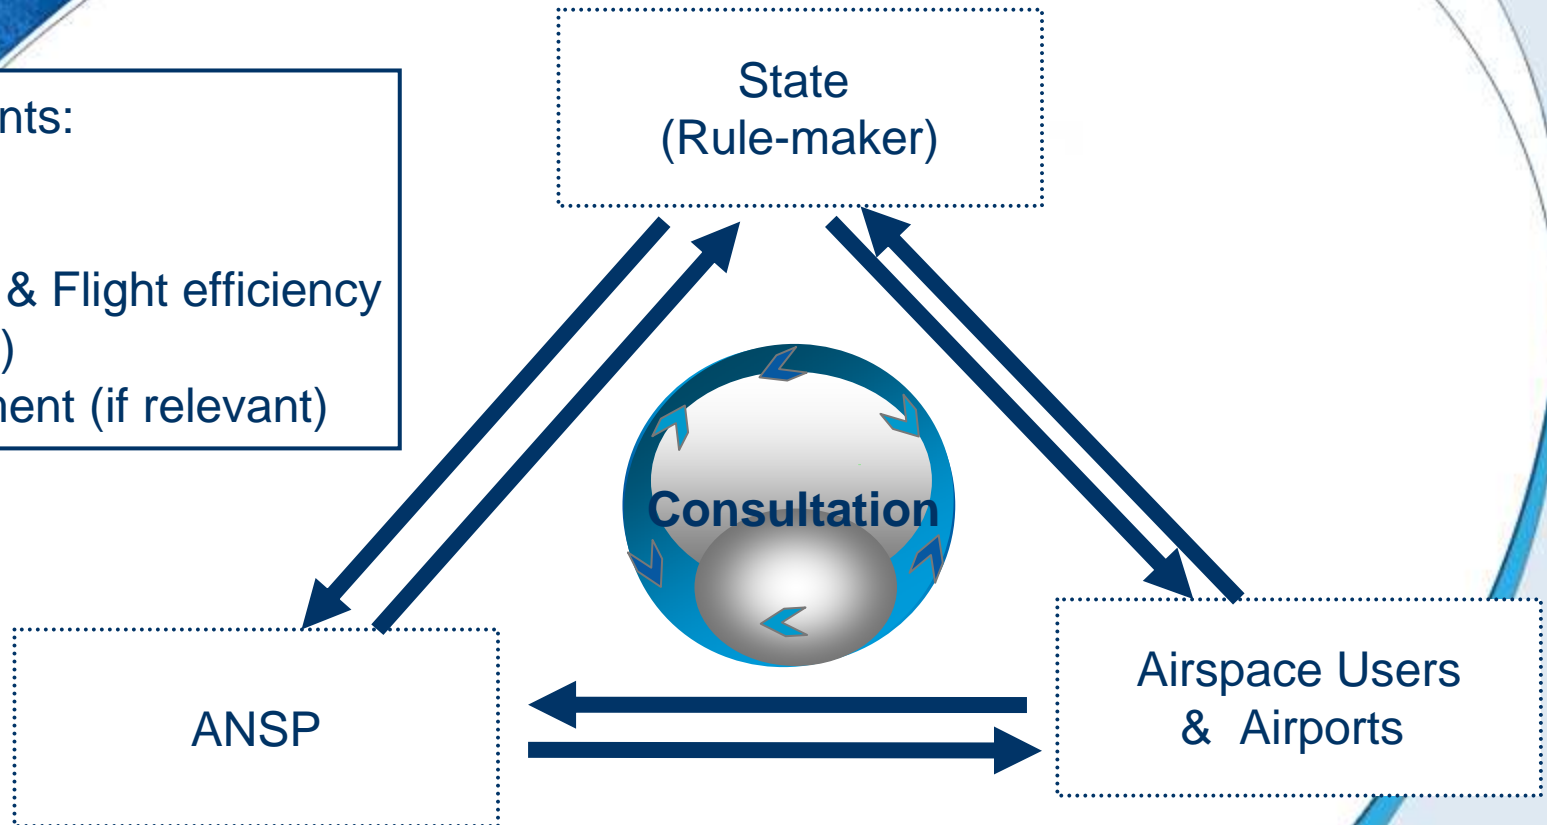 State
(Rule-maker)
nts:
& Flight efficiency
)
nent (if relevant)
Consultation
ANSP
Airspace Users
& Airports